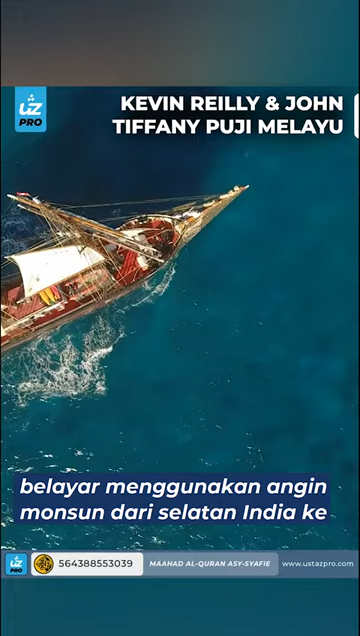 UZ
PRO
KEVIN REILLY & JOHN
TIFFANY PUJI MELAYU
belayar menggunakan angin
monsun dari selatan India ke
UZ
PRO
564388553039
MAAHAD AL-QURAN ASY-SYAFIE
www.ustazpro.com